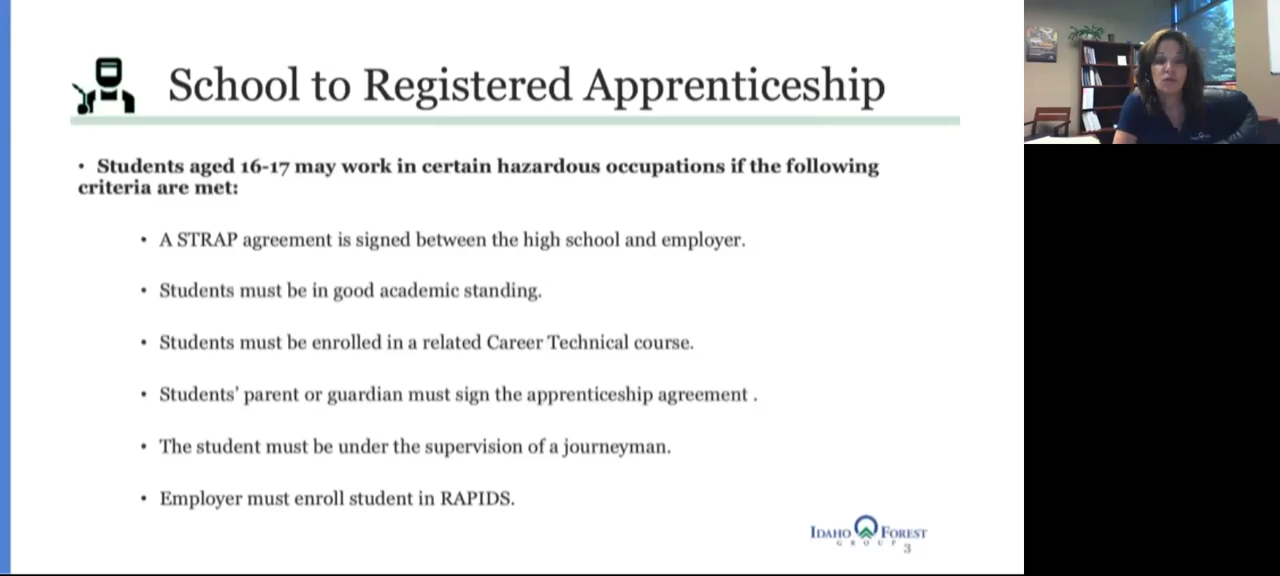 School to Registered Apprenticeship
• Students aged 16-17 may work in certain hazardous occupations if the following
criteria are met:
• A STRAP agreement is signed between the high school and employer.
• Students must be in good academic standing.
• Students must be enrolled in a related Career Technical course.
• Students’ parent or guardian must sign the apprenticeship agreement .
• The student must be under the supervision of a journeyman.
• Employer must enroll student in RAPIDS.
IDAHO FOREST
GROUP
3